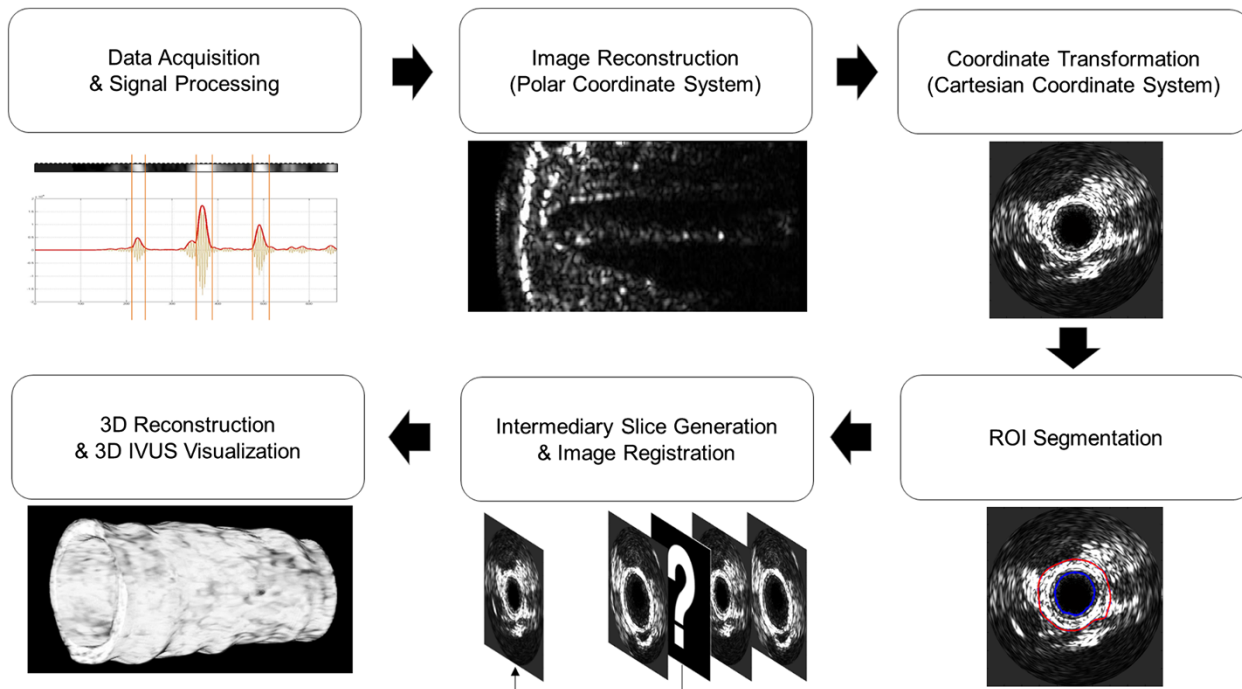 Data Acquisition
& Signal Processing
Image Reconstruction
(Polar Coordinate System)
Coordinate Transformation
(Cartesian Coordinate System)
3D Reconstruction
& 3D IVUS Visualization
Intermediary Slice Generation
& Image Registration
ROI Segmentation
?